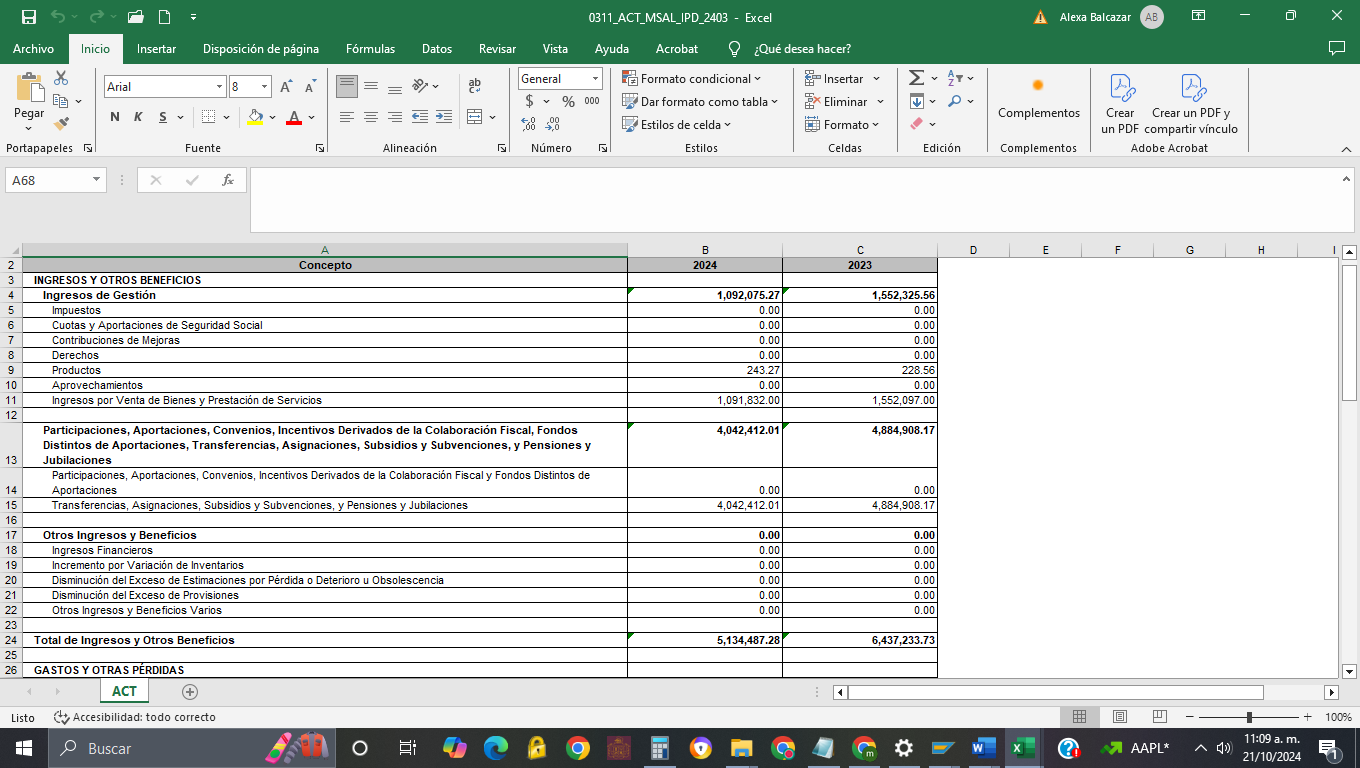 0311_ACT_MSAL_IPD_2403 - Excel
Alexa Balcazar AB
Archivo Inicio Insertar Disposición de página Fórmulas Datos Revisar Vista Ayuda Acrobat ¿Qué desea hacer?
Pegar
Portapapeles
Arial 8
N K S
Fuente
Alineación
General
$ % 000
Número
Formato condicional
Dar formato como tabla
Estilos de celda
Estilos
Insertar
Eliminar
Formato
Celdas
Edición
Complementos
Complementos
Crear un PDF
Crear un PDF y compartir vínculo
Adobe Acrobat
A68 fx
A B C D E F G H I
2 Concepto 2024 2023
3 INGRESOS Y OTROS BENEFICIOS
4 Ingresos de Gestión 1,092,075.27 1,552,325.56
5 Impuestos 0.00 0.00
6 Cuotas y Aportaciones de Seguridad Social 0.00 0.00
7 Contribuciones de Mejoras 0.00 0.00
8 Derechos 0.00 0.00
9 Productos 243.27 228.56
10 Aprovechamientos 0.00 0.00
11 Ingresos por Venta de Bienes y Prestación de Servicios 1,091,832.00 1,552,097.00
12
Participaciones, Aportaciones, Convenios, Incentivos Derivados de la Colaboración Fiscal, Fondos 4,042,412.01 4,884,908.17
Distintos de Aportaciones, Transferencias, Asignaciones, Subsidios y Subvenciones, y Pensiones y
13 Jubilaciones
Participaciones, Aportaciones, Convenios, Incentivos Derivados de la Colaboración Fiscal y Fondos Distintos de
14 Aportaciones 0.00 0.00
15 Transferencias, Asignaciones, Subsidios y Subvenciones, y Pensiones y Jubilaciones 4,042,412.01 4,884,908.17
16
17 Otros Ingresos y Beneficios 0.00 0.00
18 Ingresos Financieros 0.00 0.00
19 Incremento por Variación de Inventarios 0.00 0.00
20 Disminución del Exceso de Estimaciones por Pérdida o Deterioro u Obsolescencia 0.00 0.00
21 Disminución del Exceso de Provisiones 0.00 0.00
22 Otros Ingresos y Beneficios Varios 0.00 0.00
23
24 Total de Ingresos y Otros Beneficios 5,134,487.28 6,437,233.73
25
26 GASTOS Y OTRAS PÉRDIDAS
ACT
Listo Accesibilidad: todo correcto 100%
Buscar AAPL* 11:09 a. m.
21/10/2024 1